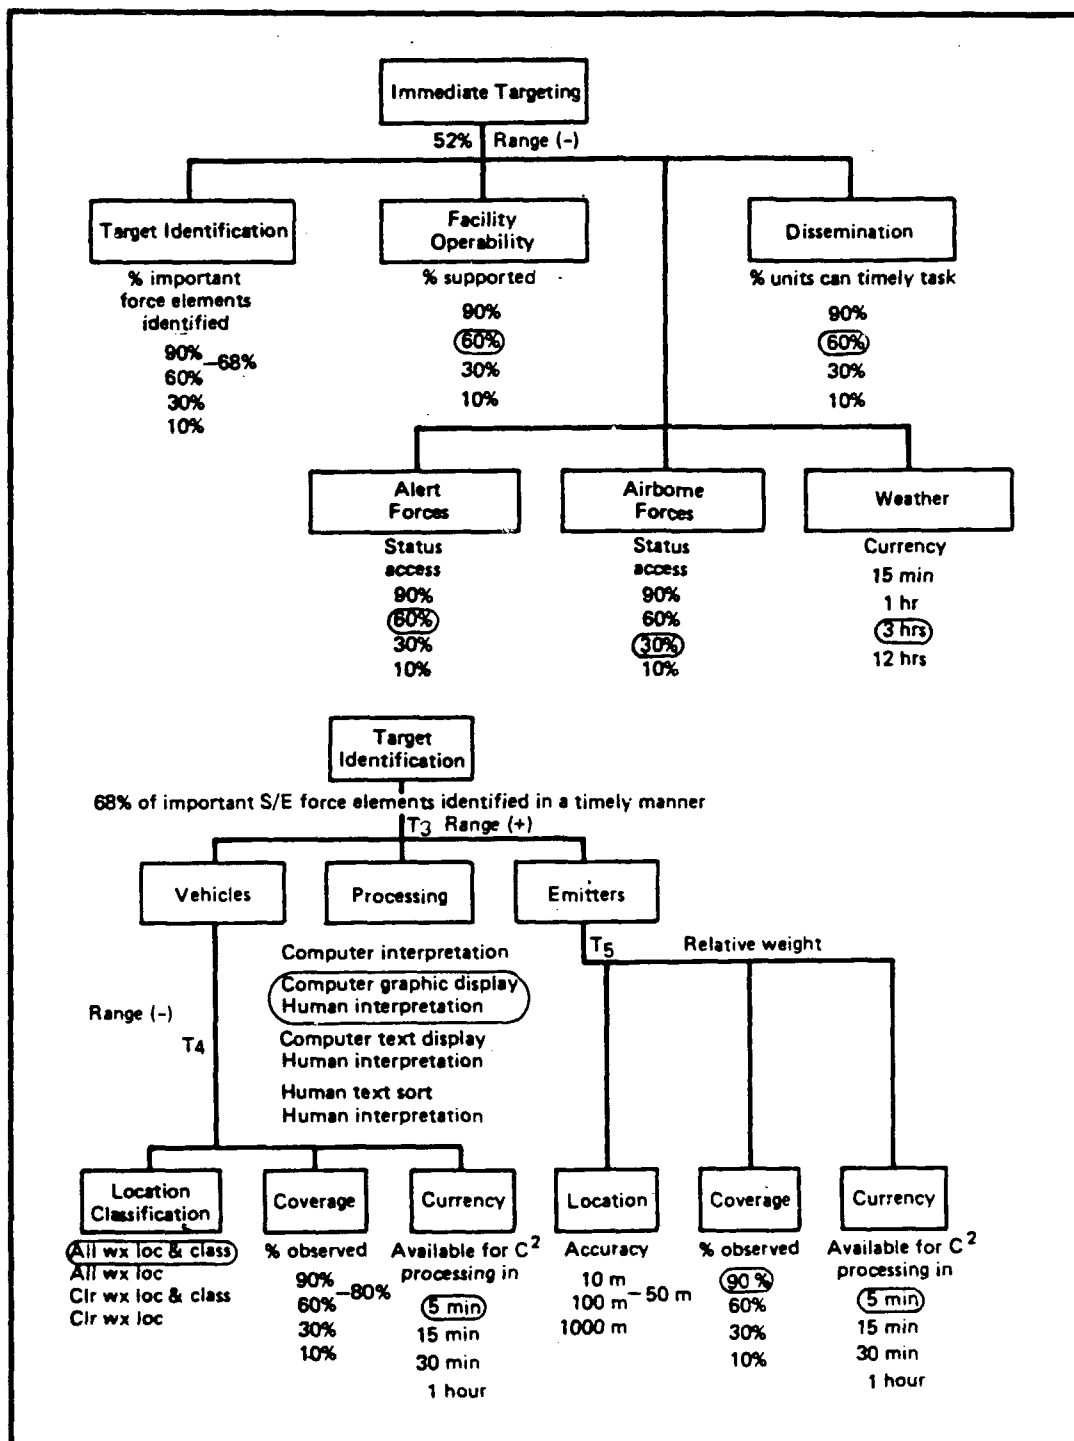 Immediate Targeting
52% Range (-)
Target Identification
% important
force elements
identified
90%
60%
30%
10%
-68%
Facility
Operability
% supported
90%
60%
30%
10%
Dissemination
% units can timely task
90%
60%
30%
10%
Alert
Forces
Status
access
90%
60%
30%
10%
Airborne
Forces
Status
access
90%
60%
30%
10%
Weather
Currency
15 min
1 hr
3 hrs
12 hrs
Target
Identification
68% of important S/E force elements identified in a timely manner
T3 Range (+)
Vehicles
Processing
Emitters
Computer interpretation
Computer graphic display
Human interpretation
Computer text display
Human interpretation
Human text sort
Human interpretation
Range (-)
T4
T5
Relative weight
Location
Classification
All wx loc & class
All wx loc
Clr wx loc & class
Clr wx loc
Coverage
% observed
90%
60%
30%
10%
-80%
Currency
Available for C²
processing in
5 min
15 min
30 min
1 hour
Location
Accuracy
10 m
100 m
1000 m
- 50 m
Coverage
% observed
90 %
60%
30%
10%
Currency
Available for C²
processing in
5 min
15 min
30 min
1 hour